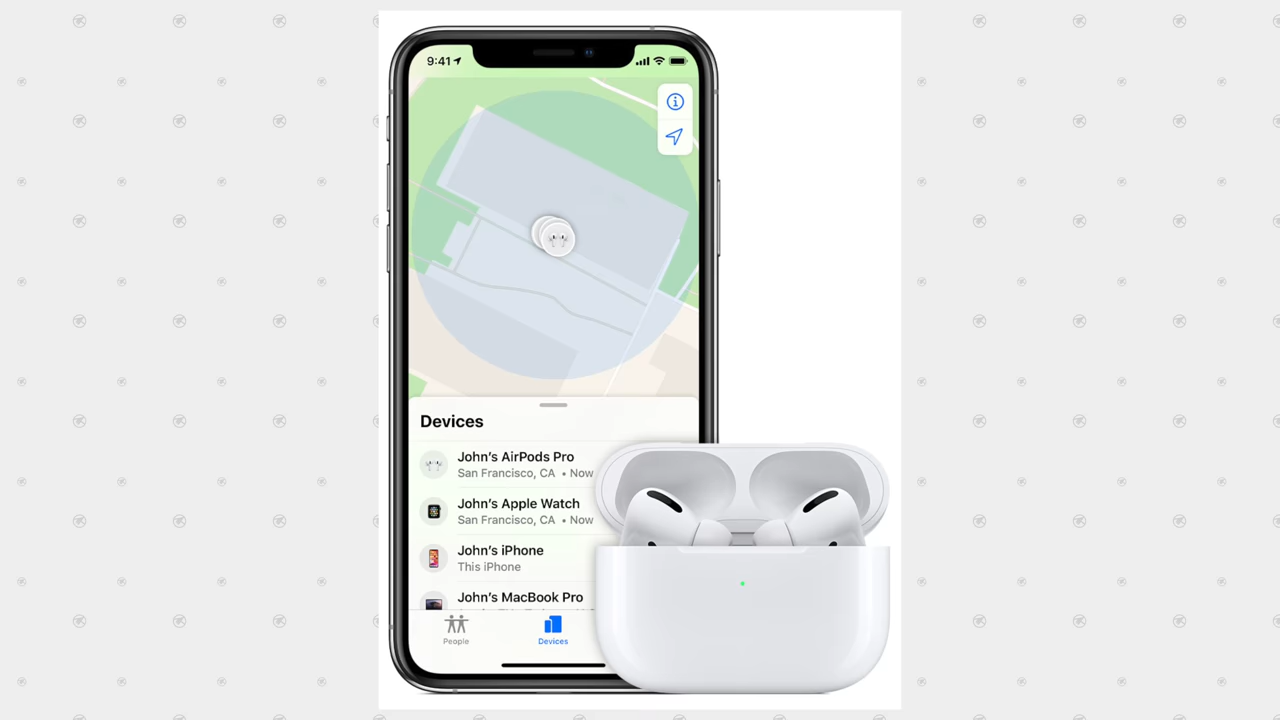 9:41
Devices
John's AirPods Pro
San Francisco, CA • Now
John's Apple Watch
San Francisco, CA • Now
John's iPhone
This iPhone
John's MacBook Pro
People
Devices